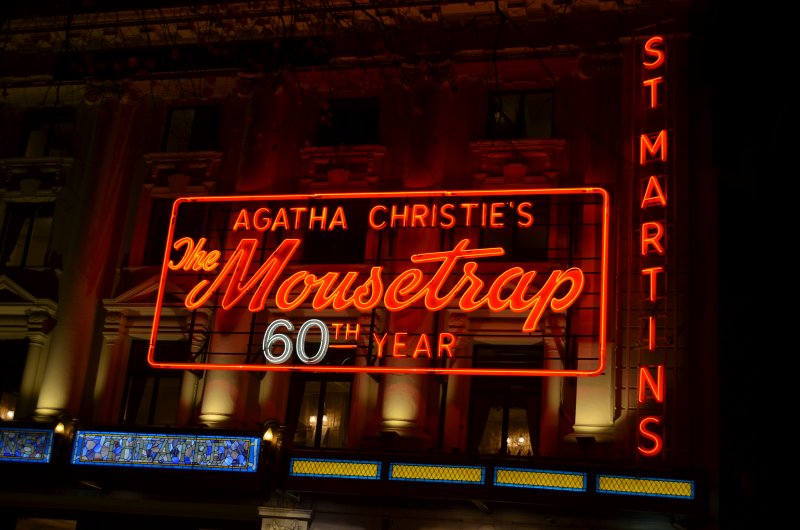 AGATHA CHRISTIE'S
The Mousetrap
60TH YEAR
ST MARTINS